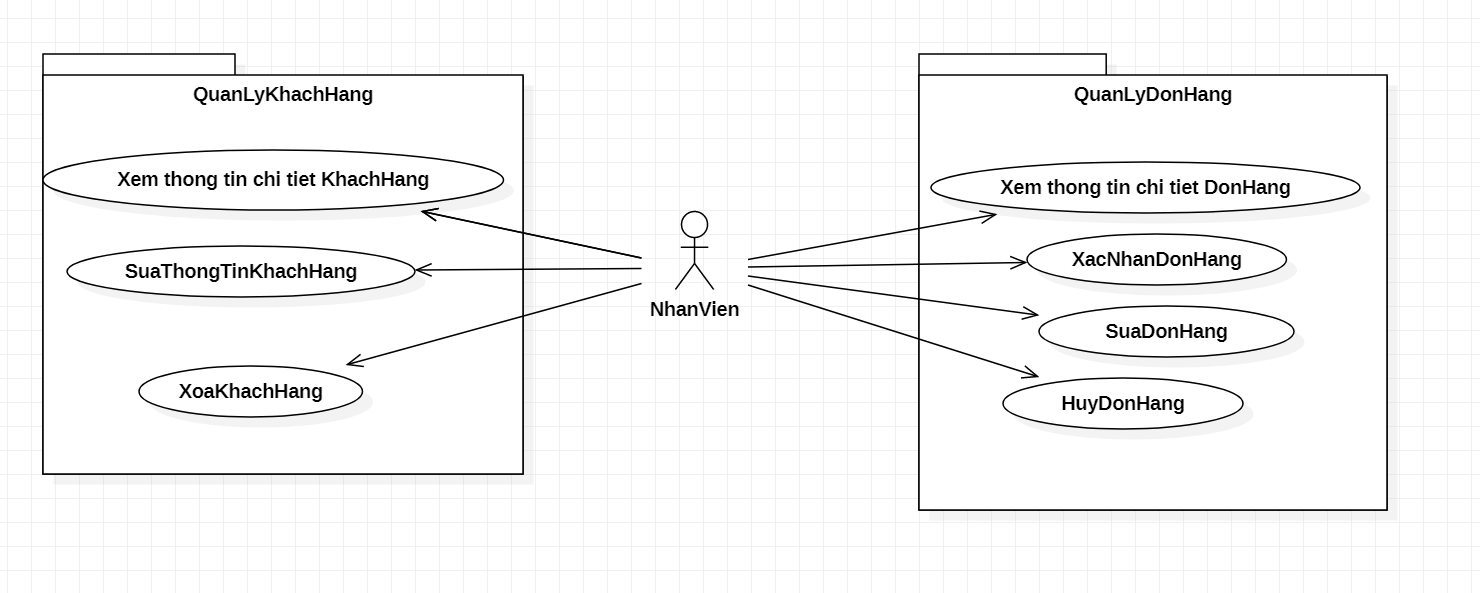 QuanLyKhachHang
Xem thong tin chi tiet KhachHang
SuaThongTinKhachHang
XoaKhachHang
NhanVien
QuanLyDonHang
Xem thong tin chi tiet DonHang
XacNhanDonHang
SuaDonHang
HuyDonHang